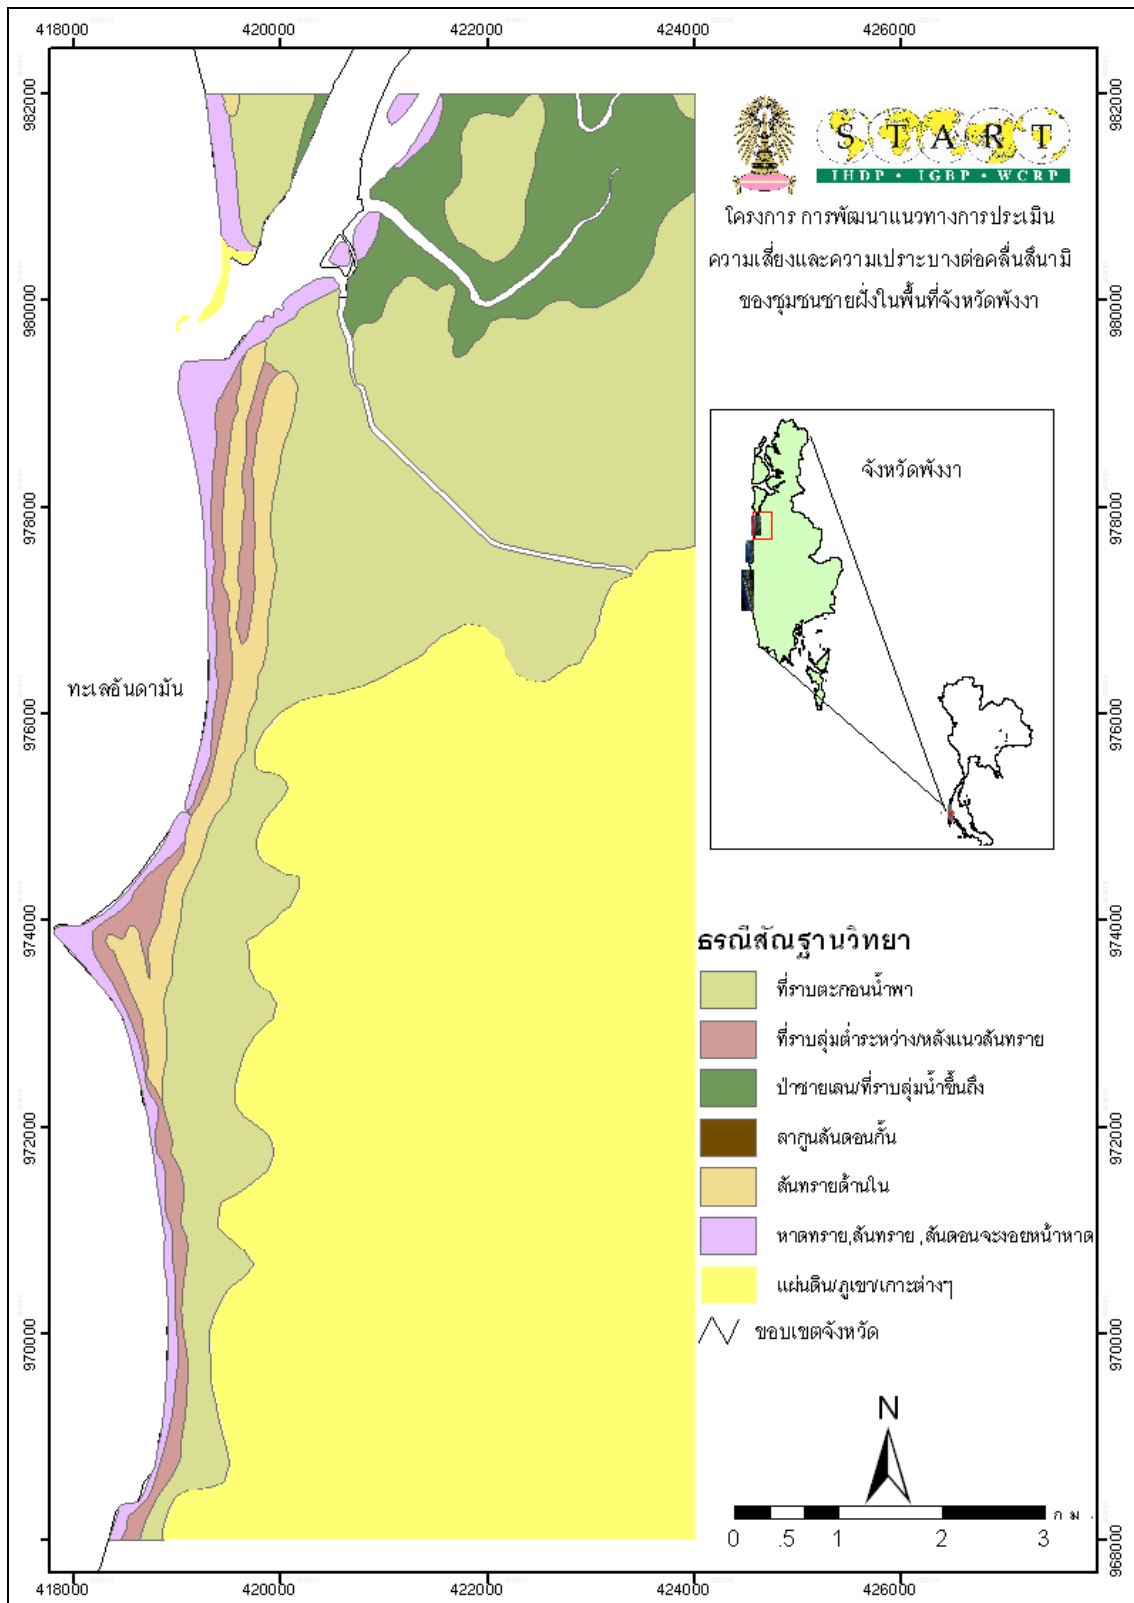 418000 420000 422000 424000 426000
982000
980000
978000
976000
974000
972000
970000
968000
START
IHDP • IGBP • WCRP
โครงการ การพัฒนาแนวทางการประเมิน
ความเสี่ยงและความเปราะบางต่อคลื่นสึนามิ
ของชุมชนชายฝั่งในพื้นที่จังหวัดพังงา
จังหวัดพังงา
ทะเลอันดามัน
ธรณีสัณฐานวิทยา
ที่ราบตะกอนน้ำพา
ที่ราบลุ่มต่ำระหว่าง/หลังแนวสันทราย
ป่าชายเลน/ที่ราบลุ่มน้ำขึ้นถึง
ลากูนสันดอนกั้น
สันทรายด้านใน
หาดทราย,สันทราย ,สันดอนจะงอยหน้าหาด
แผ่นดิน/ภูเขา/เกาะต่างๆ
ขอบเขตจังหวัด
N
กม.
0 .5 1 2 3
982000
980000
978000
976000
974000
972000
970000
968000
418000 420000 422000 424000 426000